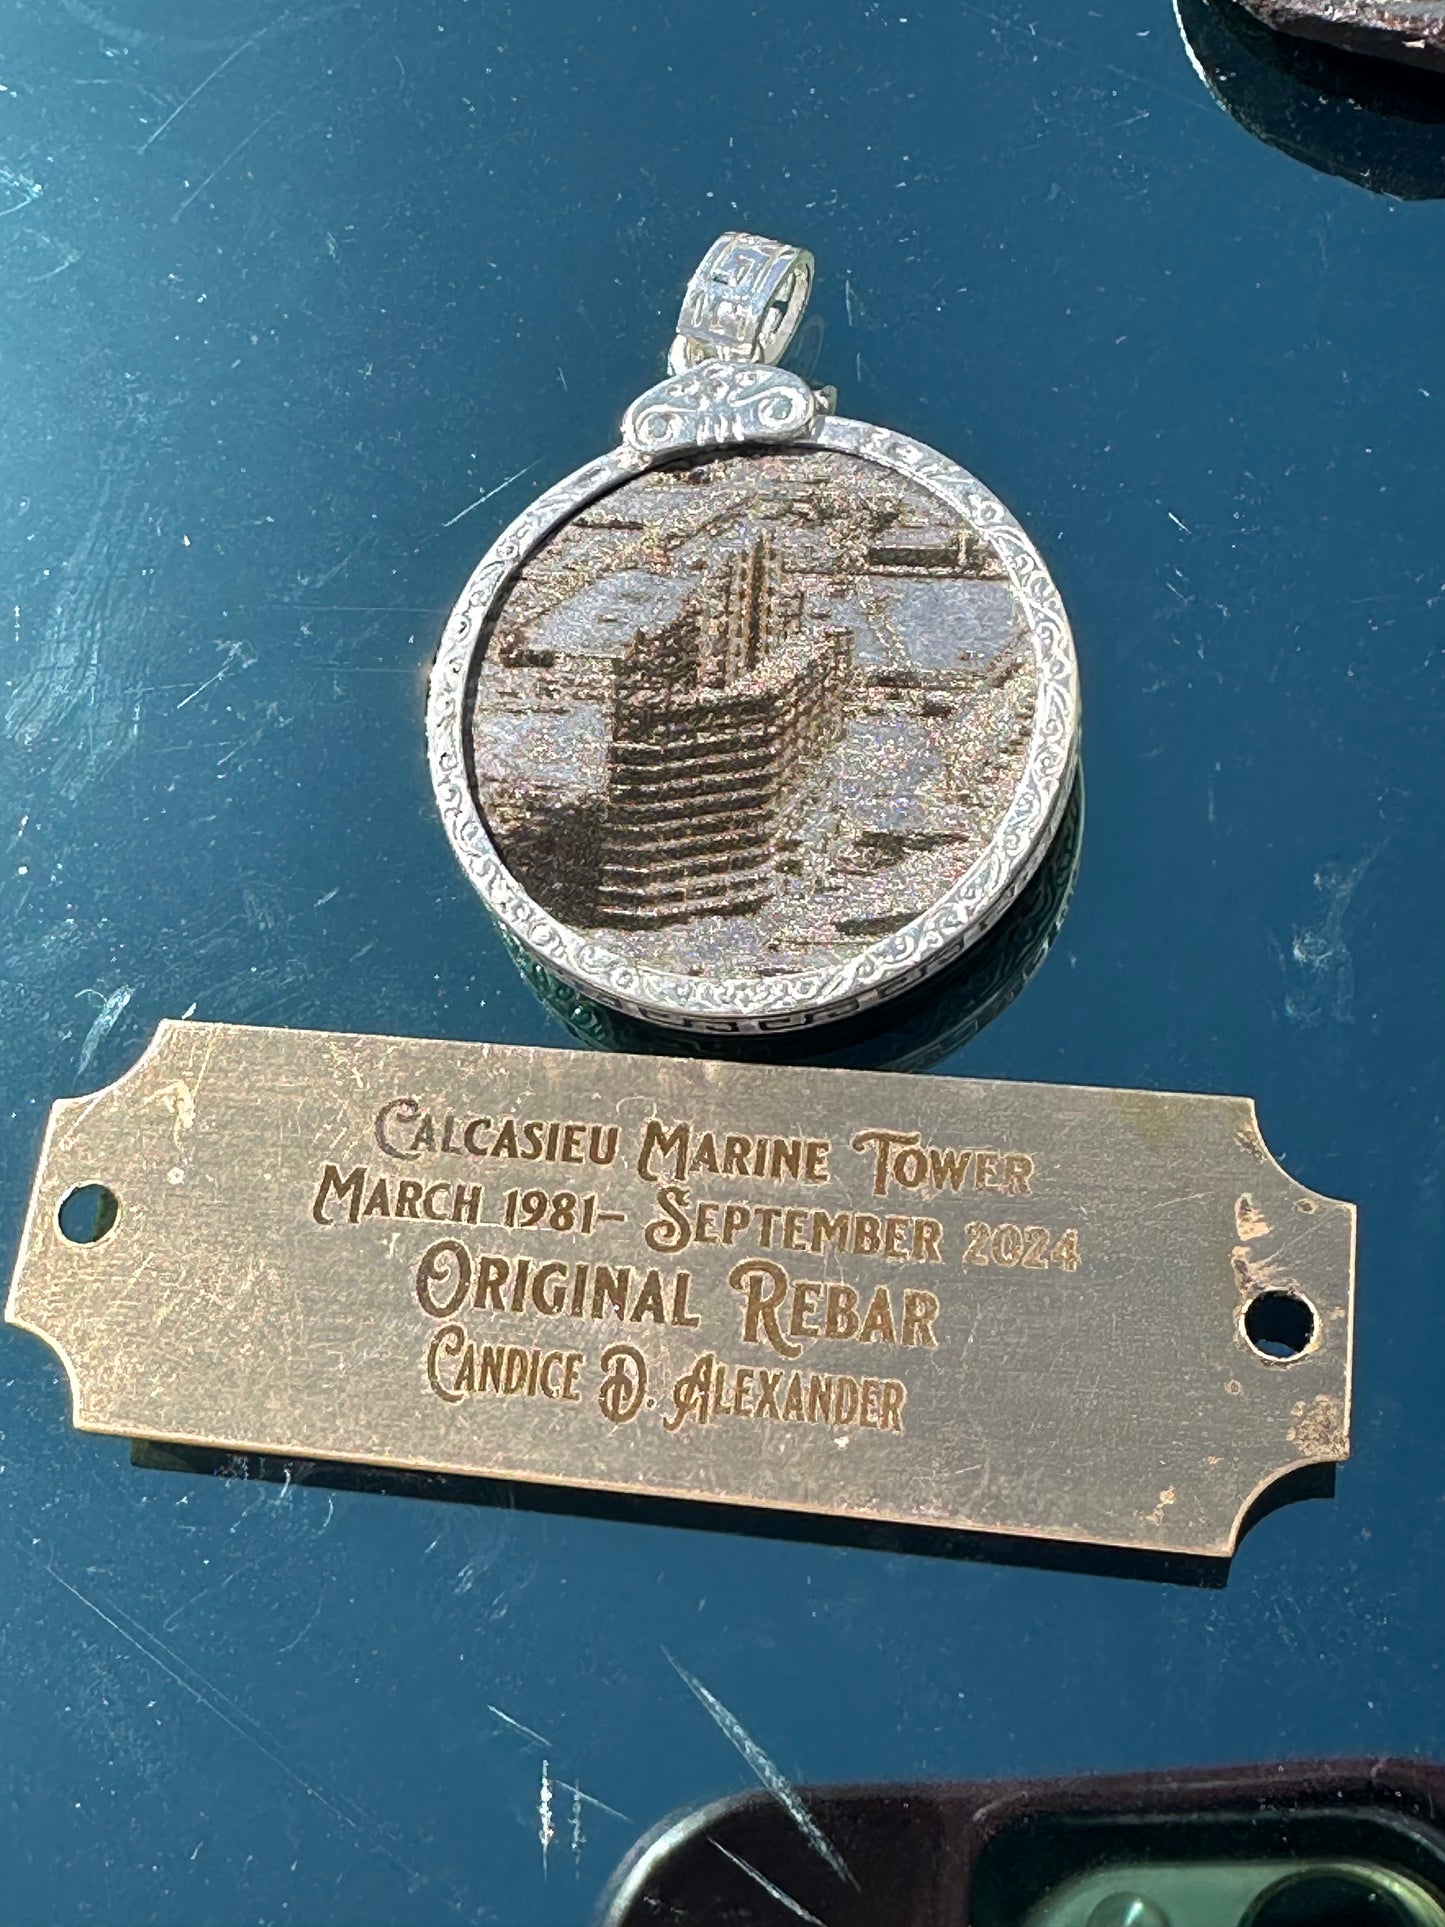 CALCASIEU MARINE TOWER
MARCH 1981– SEPTEMBER 2024
ORIGINAL REBAR
CANDICE D. ALEXANDER